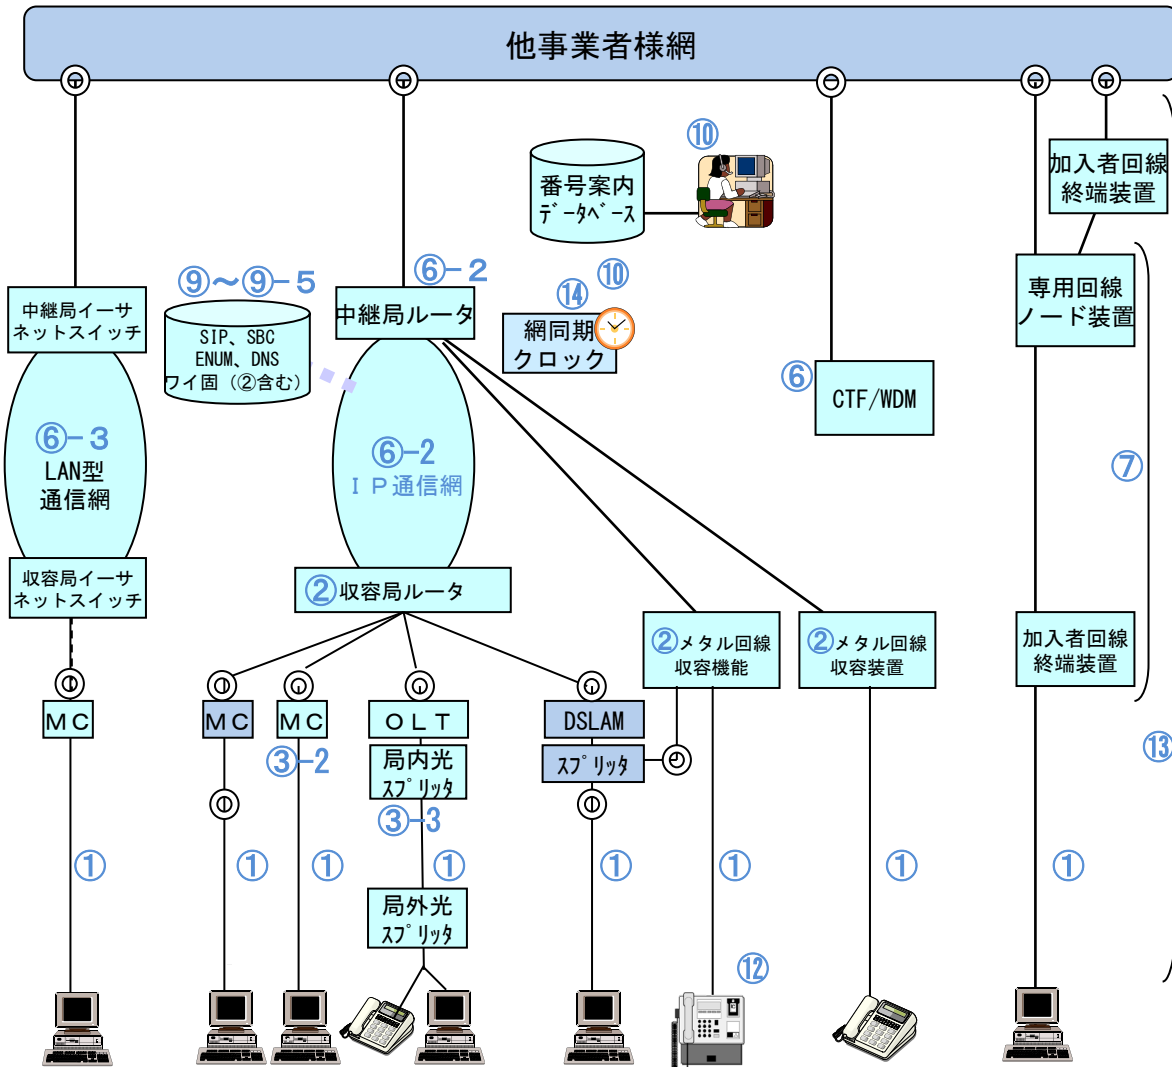 他事業者様網
⑩
番号案内
ﾃﾞｰﾀﾍﾞｰｽ
加入者回線
終端装置
⑨～⑨-5
⑥-2
⑩
⑭
中継局イーサ
ネットスイッチ
SIP、SBC
ENUM、DNS
ワイ固（②含む）
中継局ルータ
網同期
クロック
専用回線
ノード装置
⑥
CTF/WDM
⑥-3
LAN型
通信網
⑥-2
ＩＰ通信網
⑦
収容局イーサ
ネットスイッチ
②収容局ルータ
②メタル回線
収容機能
②メタル回線
収容装置
加入者回線
終端装置
ＭＣ
ＭＣ
ＭＣ
ＯＬＴ
DSLAM
③-2
局内光
ｽﾌﾟﾘｯﾀ
ｽﾌﾟﾘｯﾀ
⑬
③-3
①
①
①
①
①
①
①
①
局外光
ｽﾌﾟﾘｯﾀ
⑫